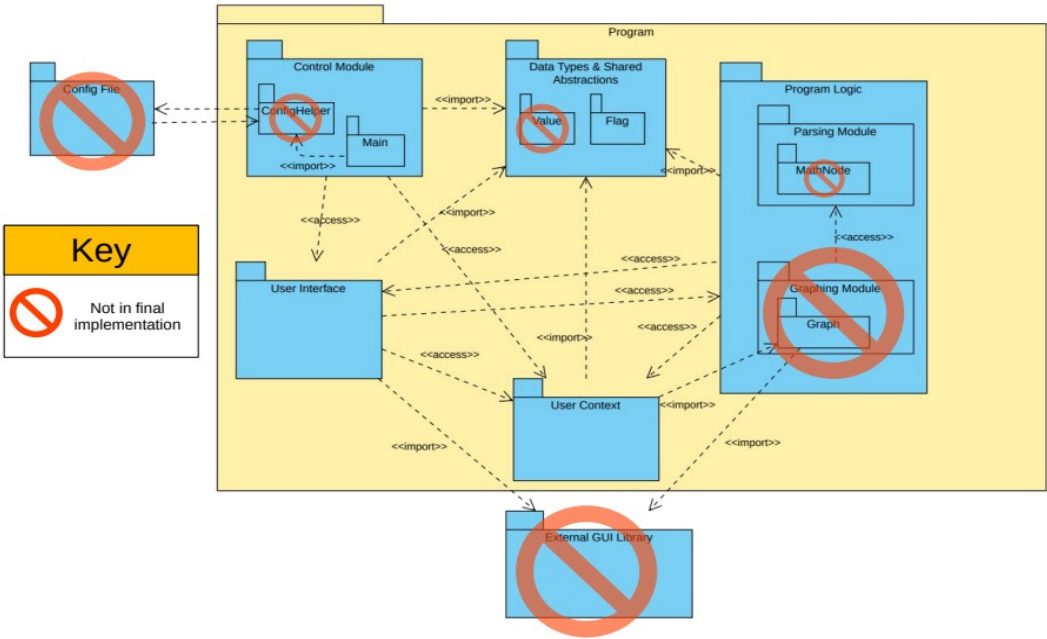 Program
Control Module
Data Types & Shared
Abstractions
Program Logic
Config File
ConfigHelper
<<import>>
Value
Flag
Parsing Module
Main
<<import>>
<<import>>
MathNode
<<access>>
<<import>>
<<access>>
<<access>>
Key
Not in final
implementation
<<access>>
User Interface
Graphing Module
<<access>>
Graph
<<access>>
<<import>>
<<access>>
User Context
<<import>>
<<import>>
<<import>>
External GUI Library